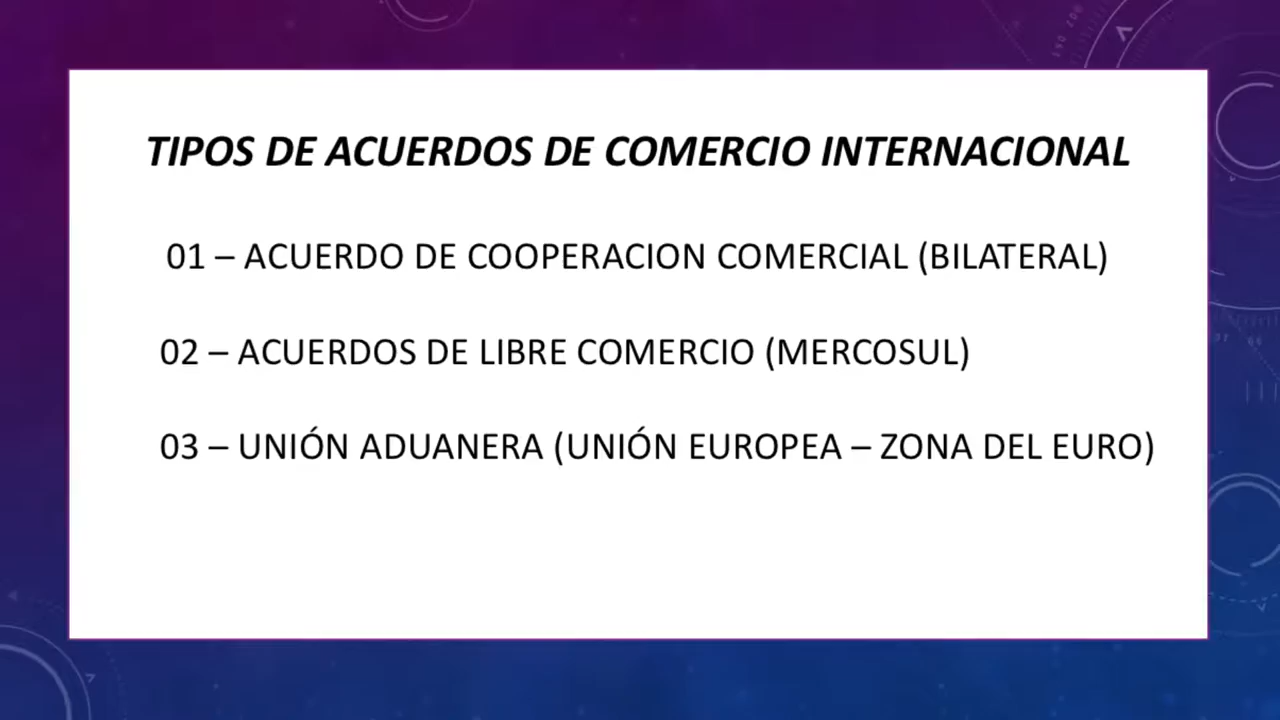 TIPOS DE ACUERDOS DE COMERCIO INTERNACIONAL
01 – ACUERDO DE COOPERACION COMERCIAL (BILATERAL)
02 – ACUERDOS DE LIBRE COMERCIO (MERCOSUL)
03 – UNIÓN ADUANERA (UNIÓN EUROPEA – ZONA DEL EURO)